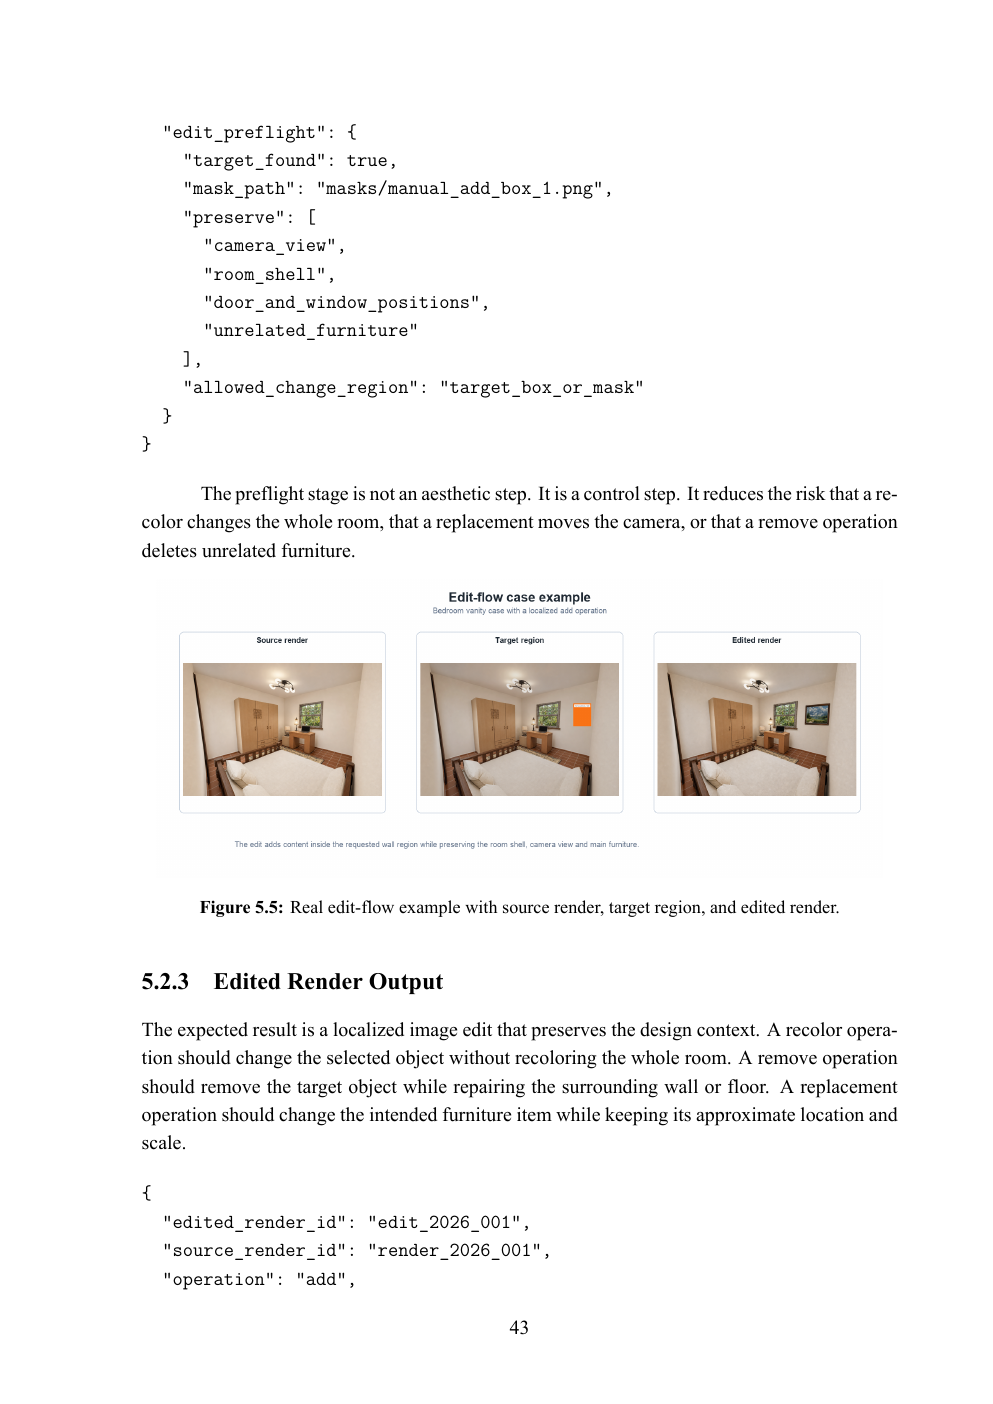 "edit_preflight": {
"target_found": true,
"mask_path": "masks/manual_add_box_1.png",
"preserve": [
"camera_view",
"room_shell",
"door_and_window_positions",
"unrelated_furniture"
],
"allowed_change_region": "target_box_or_mask"
}
}
The preflight stage is not an aesthetic step. It is a control step. It reduces the risk that a re-
color changes the whole room, that a replacement moves the camera, or that a remove operation
deletes unrelated furniture.
Edit-flow case example
Bedroom vanity case with a localized add operation
Source render
Target region
Edited render
The edit adds content inside the requested wall region while preserving the room shell, camera view and main furniture.
Figure 5.5: Real edit-flow example with source render, target region, and edited render.
5.2.3 Edited Render Output
The expected result is a localized image edit that preserves the design context. A recolor opera-
tion should change the selected object without recoloring the whole room. A remove operation
should remove the target object while repairing the surrounding wall or floor. A replacement
operation should change the intended furniture item while keeping its approximate location and
scale.
{
"edited_render_id": "edit_2026_001",
"source_render_id": "render_2026_001",
"operation": "add",
43